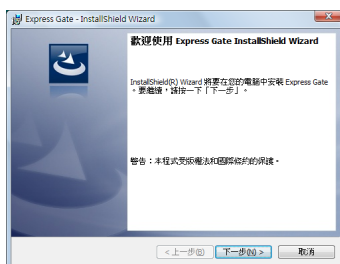 Express Gate - InstallShield Wizard
歡迎使用 Express Gate InstallShield Wizard
InstallShield(R) Wizard 將要在您的電腦中安裝 Express Gate
。要繼續，請按一下「下一步」。
警告：本程式受版權法和國際條約的保護。
<上一步(B)
下一步(N) >
取消